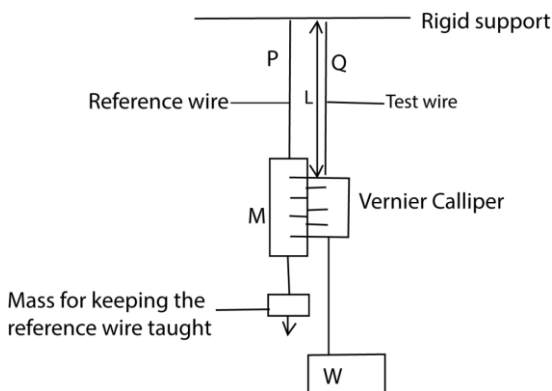 Rigid support
P
Q
Reference wire
L
Test wire
M
Vernier Calliper
Mass for keeping the
reference wire taught
W